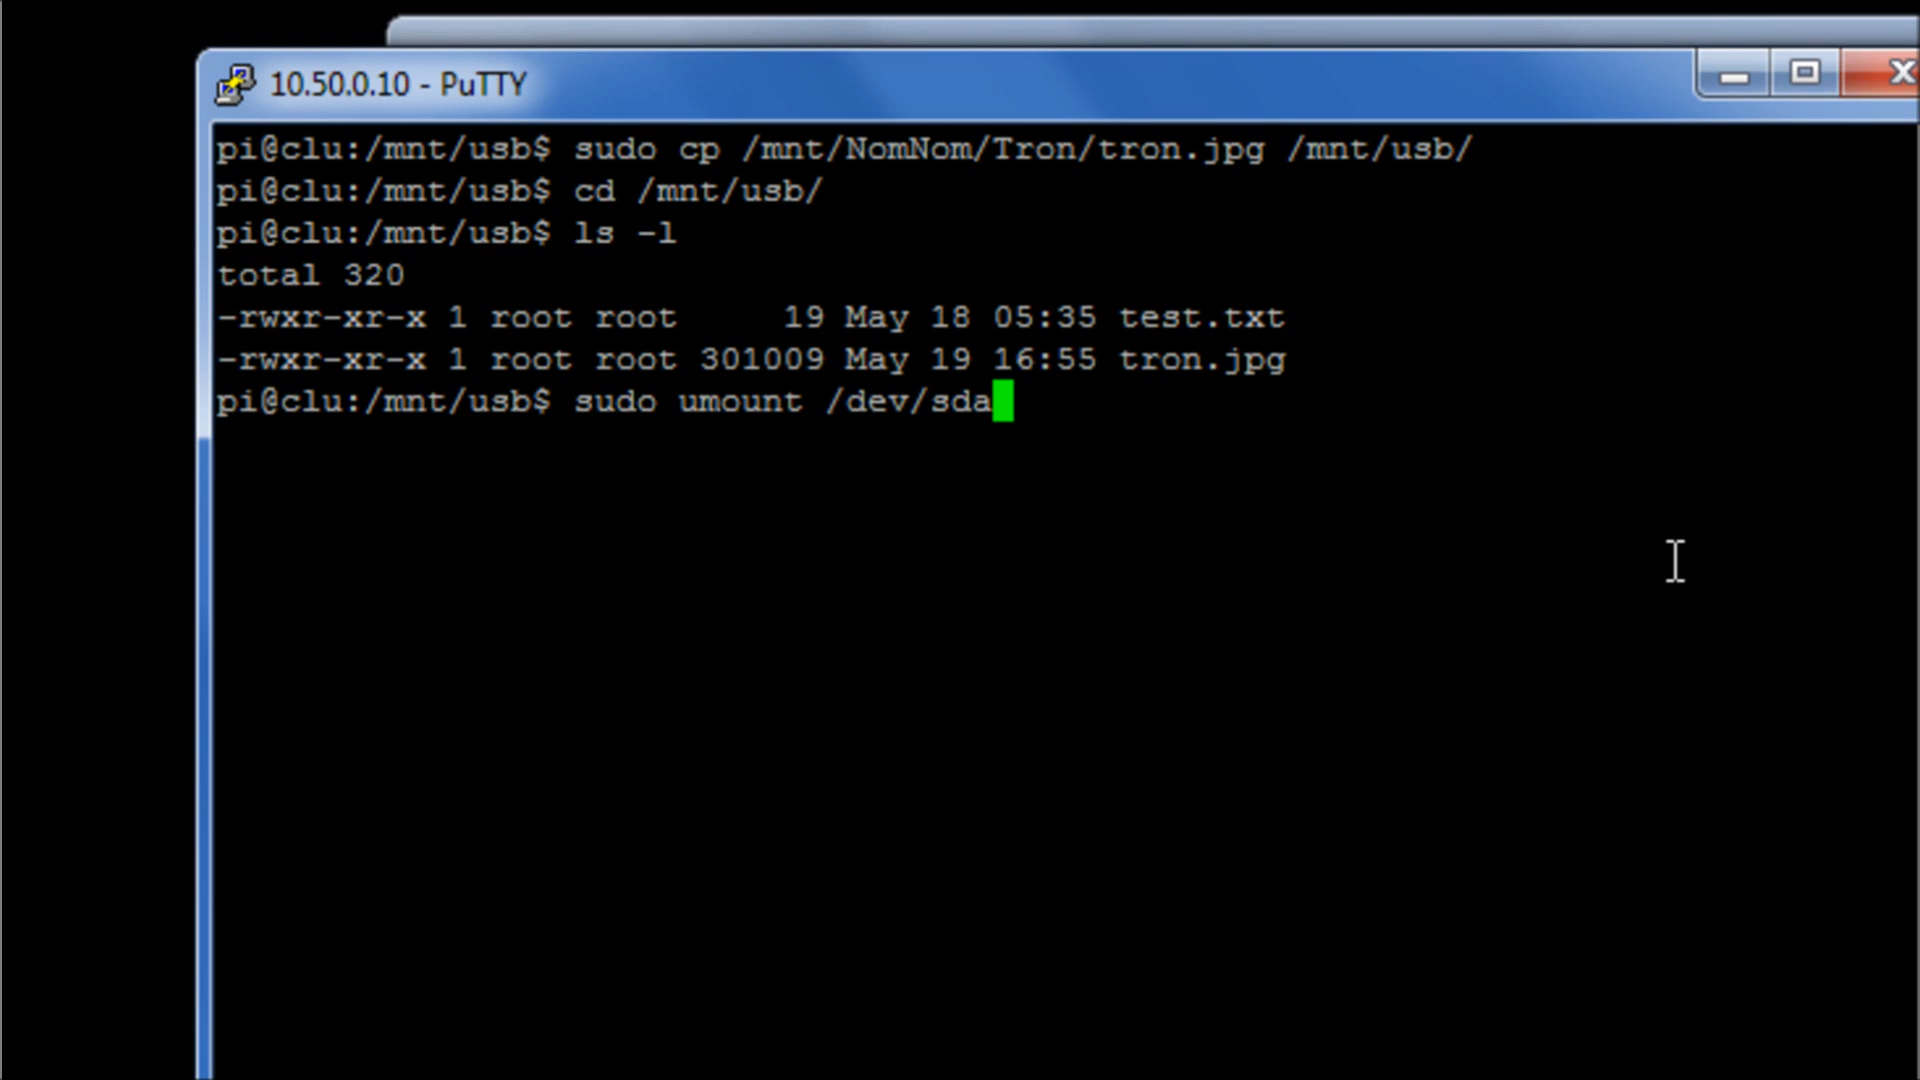 10.50.0.10 - PuTTY
pi@clu:/mnt/usb$ sudo cp /mnt/NomNom/Tron/tron.jpg /mnt/usb/
pi@clu:/mnt/usb$ cd /mnt/usb/
pi@clu:/mnt/usb$ ls -l
total 320
-rwxr-xr-x 1 root root     19 May 18 05:35 test.txt
-rwxr-xr-x 1 root root 301009 May 19 16:55 tron.jpg
pi@clu:/mnt/usb$ sudo umount /dev/sda